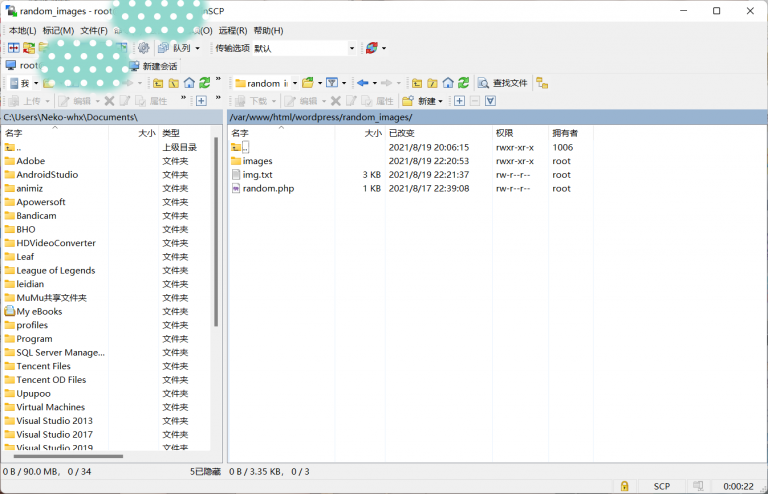 random_images - root nSCP
本地(L) 标记(M) 文件(F) (O) 远程(R) 帮助(H)
队列 传输选项 默认
root 新建会话
我 random_i 查找文件
上传 编辑 属性 » 下载 编辑 属性 新建
C:\Users\Neko-whx\Documents\ /var/www/html/wordpress/random_images/
名字 大小 类型 名字 大小 已改变 权限 拥有者
.. 上级目录 .. 2021/8/19 20:06:15 rwxr-xr-x 1006
Adobe 文件夹 images 2021/8/19 22:20:53 rwxr-xr-x root
AndroidStudio 文件夹 img.txt 3 KB 2021/8/19 22:21:37 rw-r--r-- root
animiz 文件夹 random.php 1 KB 2021/8/17 22:39:08 rw-r--r-- root
Apowersoft 文件夹
Bandicam 文件夹
BHO 文件夹
HDVideoConverter 文件夹
Leaf 文件夹
League of Legends 文件夹
leidian 文件夹
MuMu共享文件夹 文件夹
My eBooks 文件夹
profiles 文件夹
Program 文件夹
SQL Server Manage... 文件夹
Tencent Files 文件夹
Tencent OD Files 文件夹
Upupoo 文件夹
Virtual Machines 文件夹
Visual Studio 2013 文件夹
Visual Studio 2017 文件夹
Visual Studio 2019 文件夹
0 B / 90.0 MB, 0 / 34 5已隐藏 0 B / 3.35 KB, 0 / 3
SCP 0:00:22